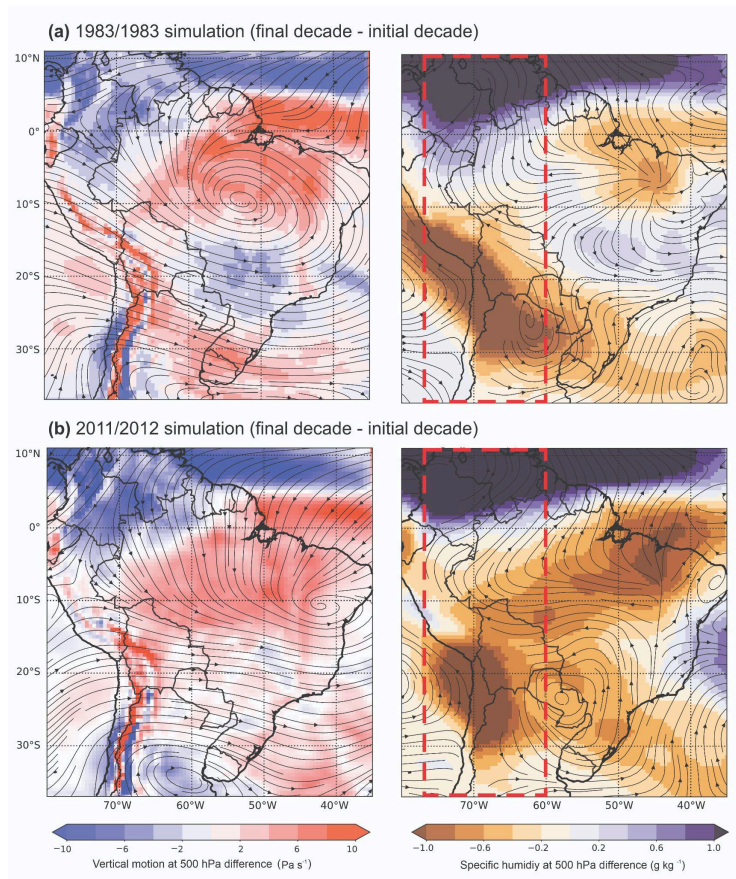 (a) 1983/1983 simulation (final decade - initial decade)
10°N
0°
10°S
20°S
30°S
(b) 2011/2012 simulation (final decade - initial decade)
10°N
0°
10°S
20°S
30°S
70°W 60°W 50°W 40°W 70°W 60°W 50°W 40°W
−10 −6 −2 2 6 10 −1.0 −0.6 −0.2 0.2 0.6 1.0
Vertical motion at 500 hPa difference (Pa s⁻¹) Specific humidiy at 500 hPa difference (g kg⁻¹)